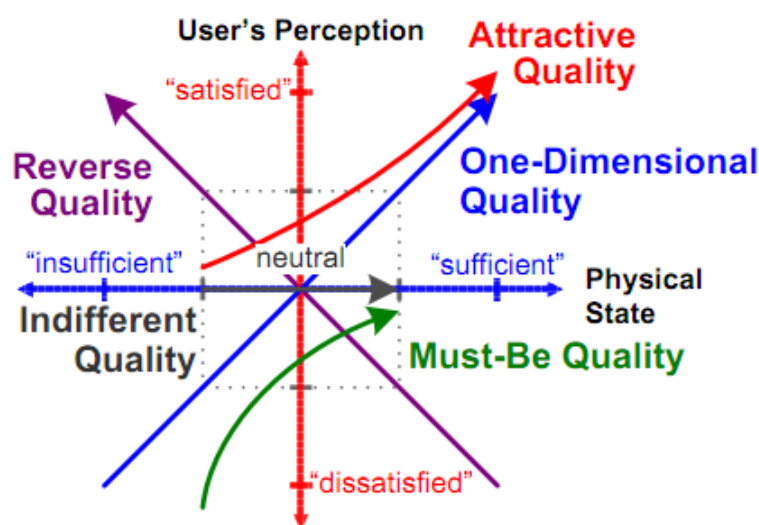 User's Perception
Attractive
Quality
“satisfied”
Reverse
Quality
One-Dimensional
Quality
“insufficient”
neutral
“sufficient”
Physical
State
Indifferent
Quality
Must-Be Quality
“dissatisfied”